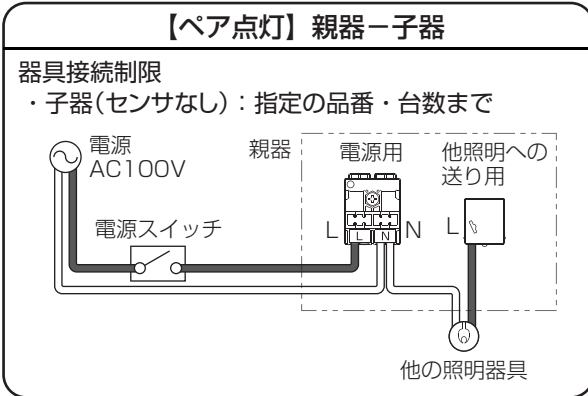 【ペア点灯】親器－子器
器具接続制限
・子器(センサなし):指定の品番・台数まで
電源
AC100V
電源スイッチ
親器
電源用
他照明への
送り用
L
L
N
N
L
他の照明器具